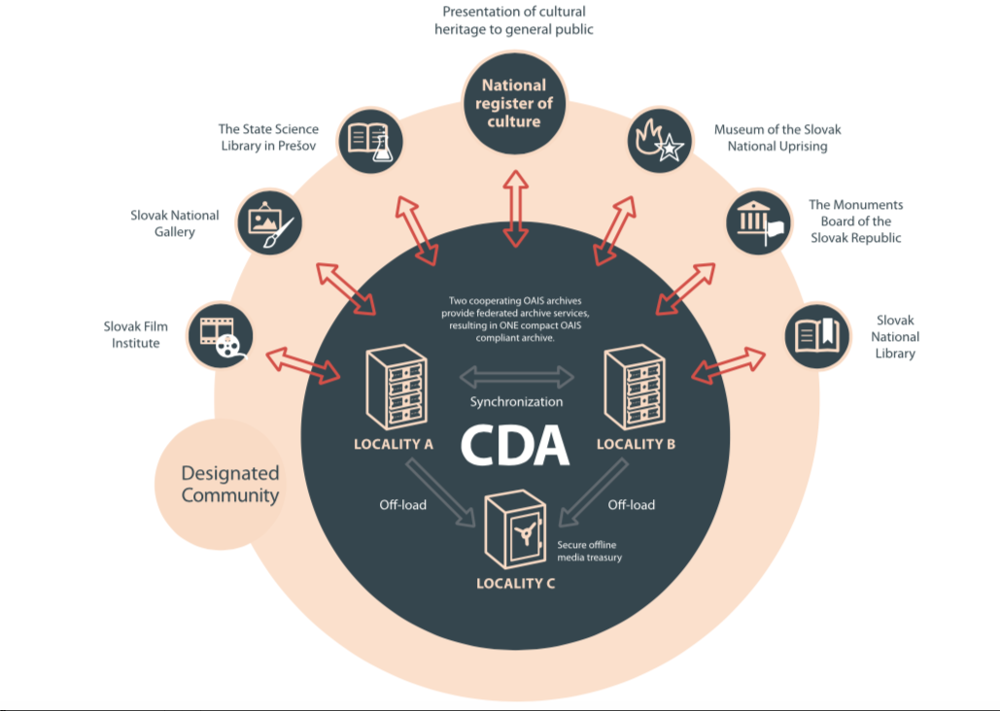 Presentation of cultural
heritage to general public
National
register of
culture
The State Science
Library in Prešov
Museum of the Slovak
National Uprising
Slovak National
Gallery
The Monuments
Board of the
Slovak Republic
Slovak Film
Institute
Slovak
National
Library
Two cooperating OAIS archives
provide federated archive services,
resulting in ONE compact OAIS
compliant archive.
Synchronization
LOCALITY A
CDA
LOCALITY B
Designated
Community
Off-load
Off-load
Secure offline
media treasury
LOCALITY C